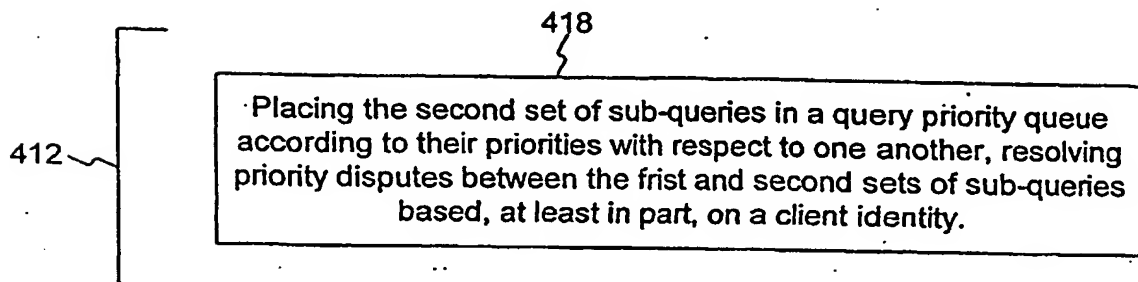 418
412
Placing the second set of sub-queries in a query priority queue
according to their priorities with respect to one another, resolving
priority disputes between the frist and second sets of sub-queries
based, at least in part, on a client identity.